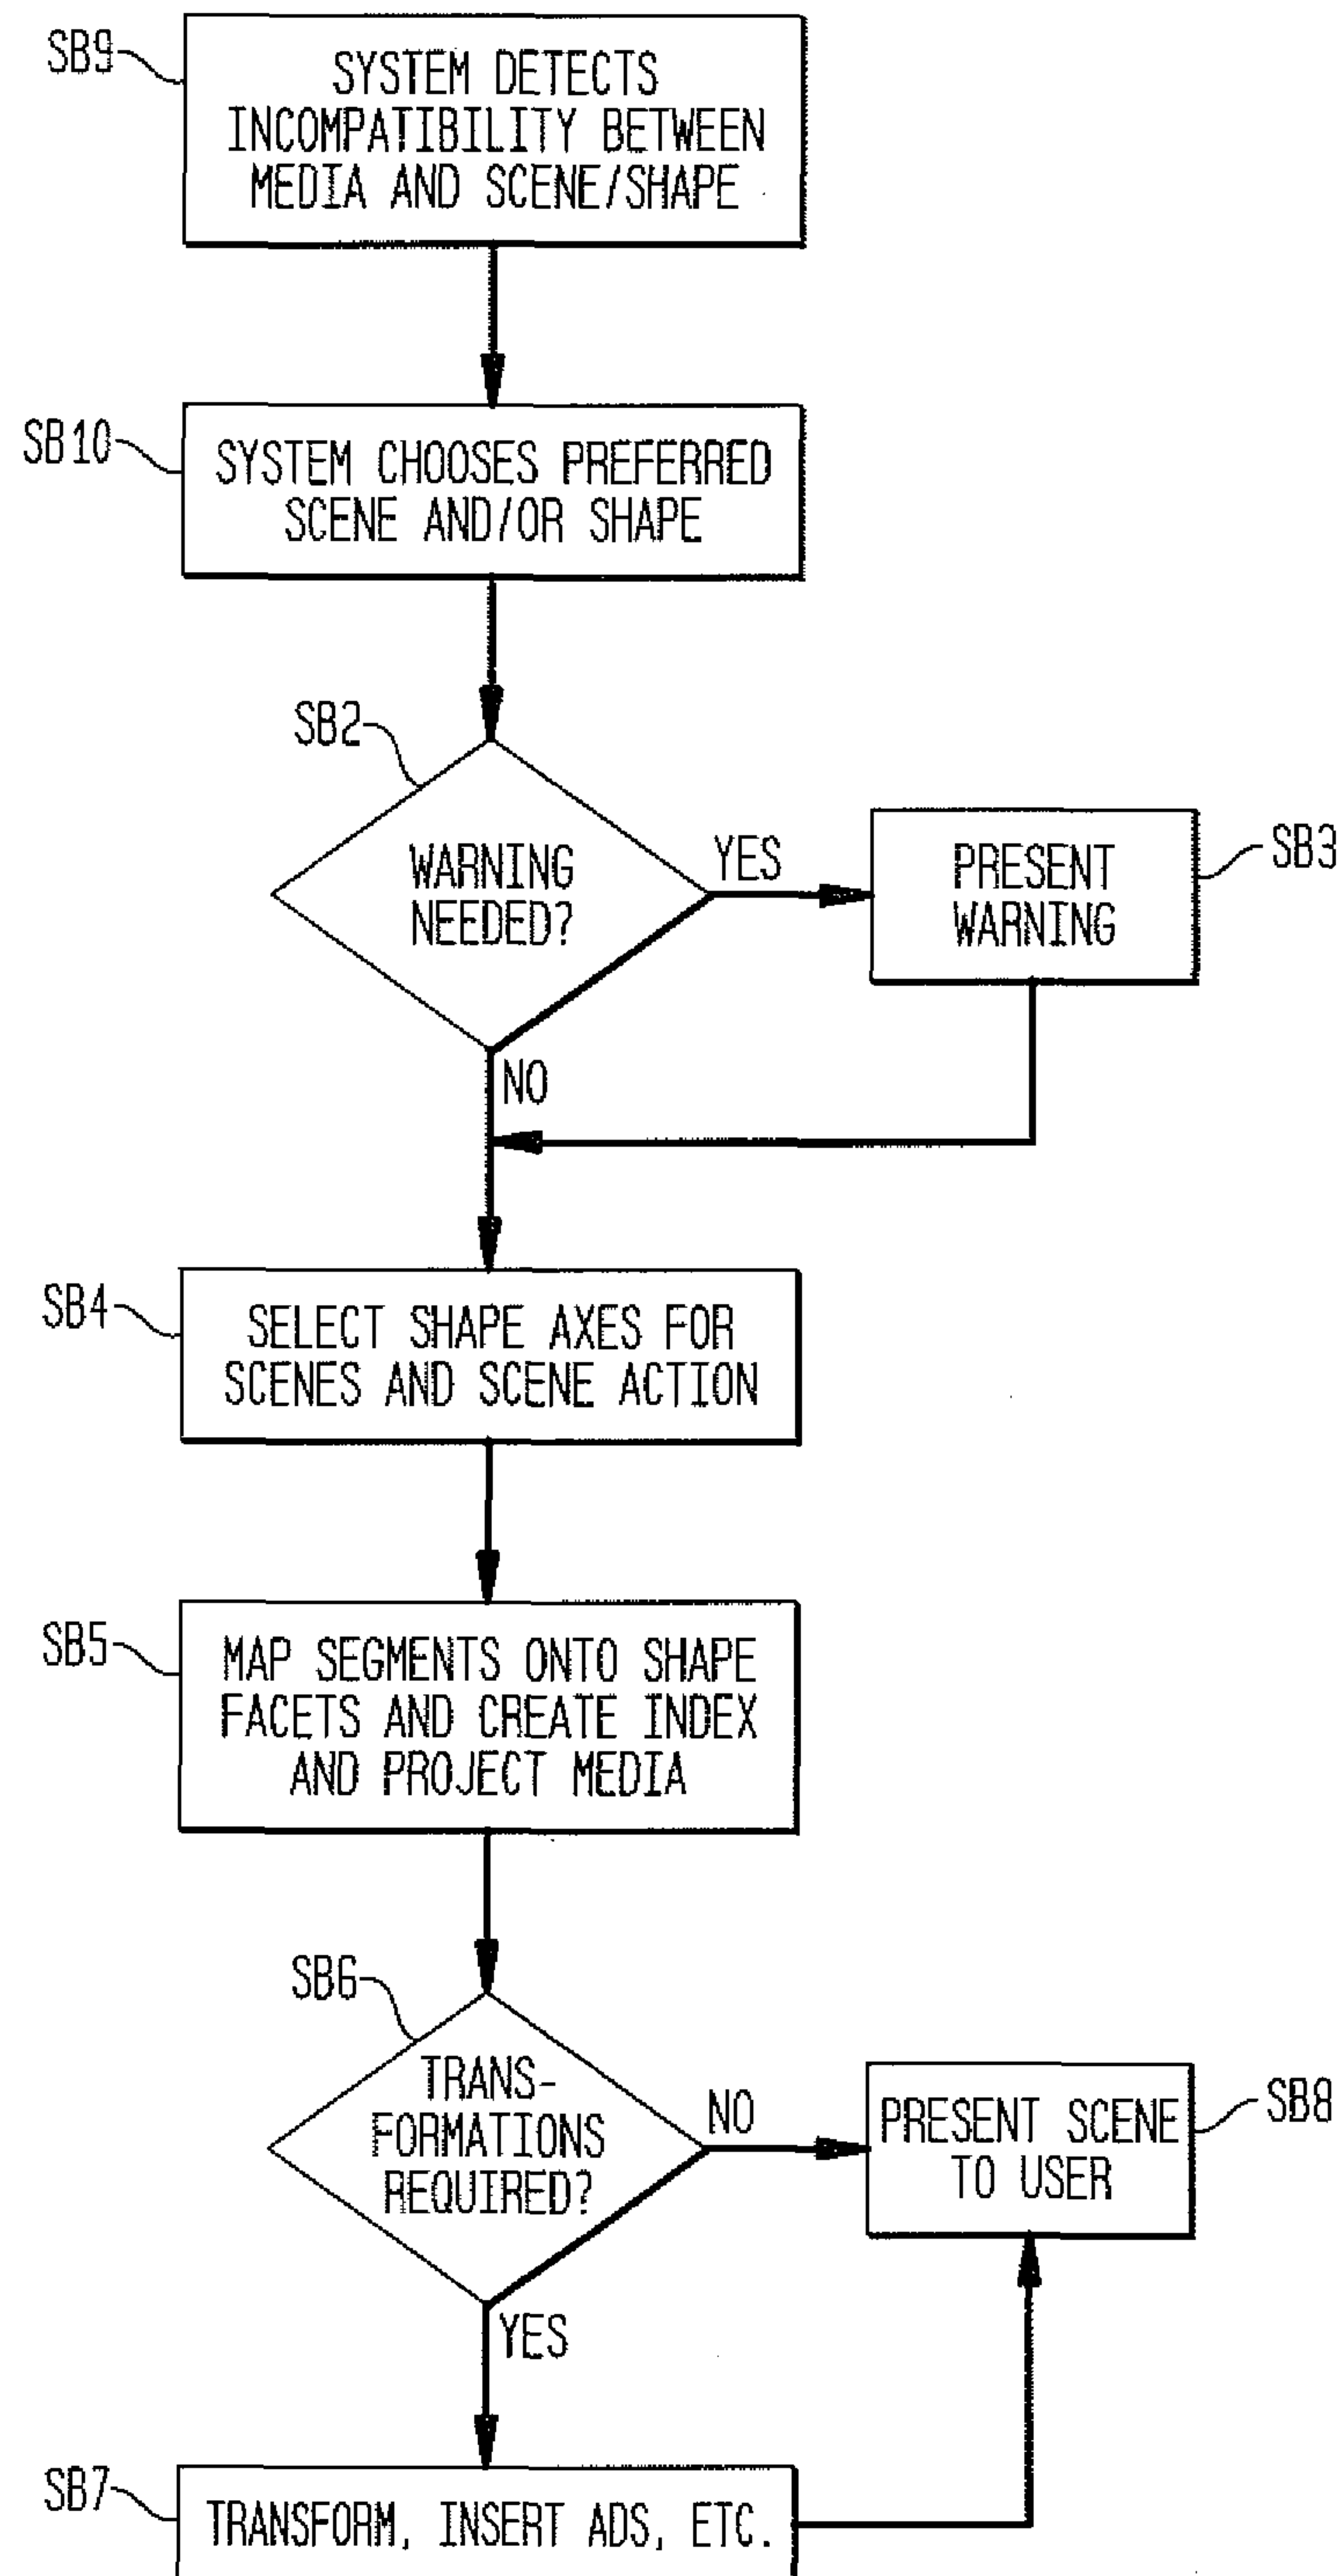 SB9
SYSTEM DETECTS
INCOMPATIBILITY BETWEEN
MEDIA AND SCENE/SHAPE
SB10
SYSTEM CHOOSES PREFERRED
SCENE AND/OR SHAPE
SB2
WARNING
NEEDED?
YES
PRESENT
WARNING
SB3
NO
SB4
SELECT SHAPE AXES FOR
SCENES AND SCENE ACTION
SB5
MAP SEGMENTS ONTO SHAPE
FACETS AND CREATE INDEX
AND PROJECT MEDIA
SB6
TRANS-
FORMATIONS
REQUIRED?
NO
PRESENT SCENE
TO USER
SB8
YES
SB7
TRANSFORM, INSERT ADS, ETC.